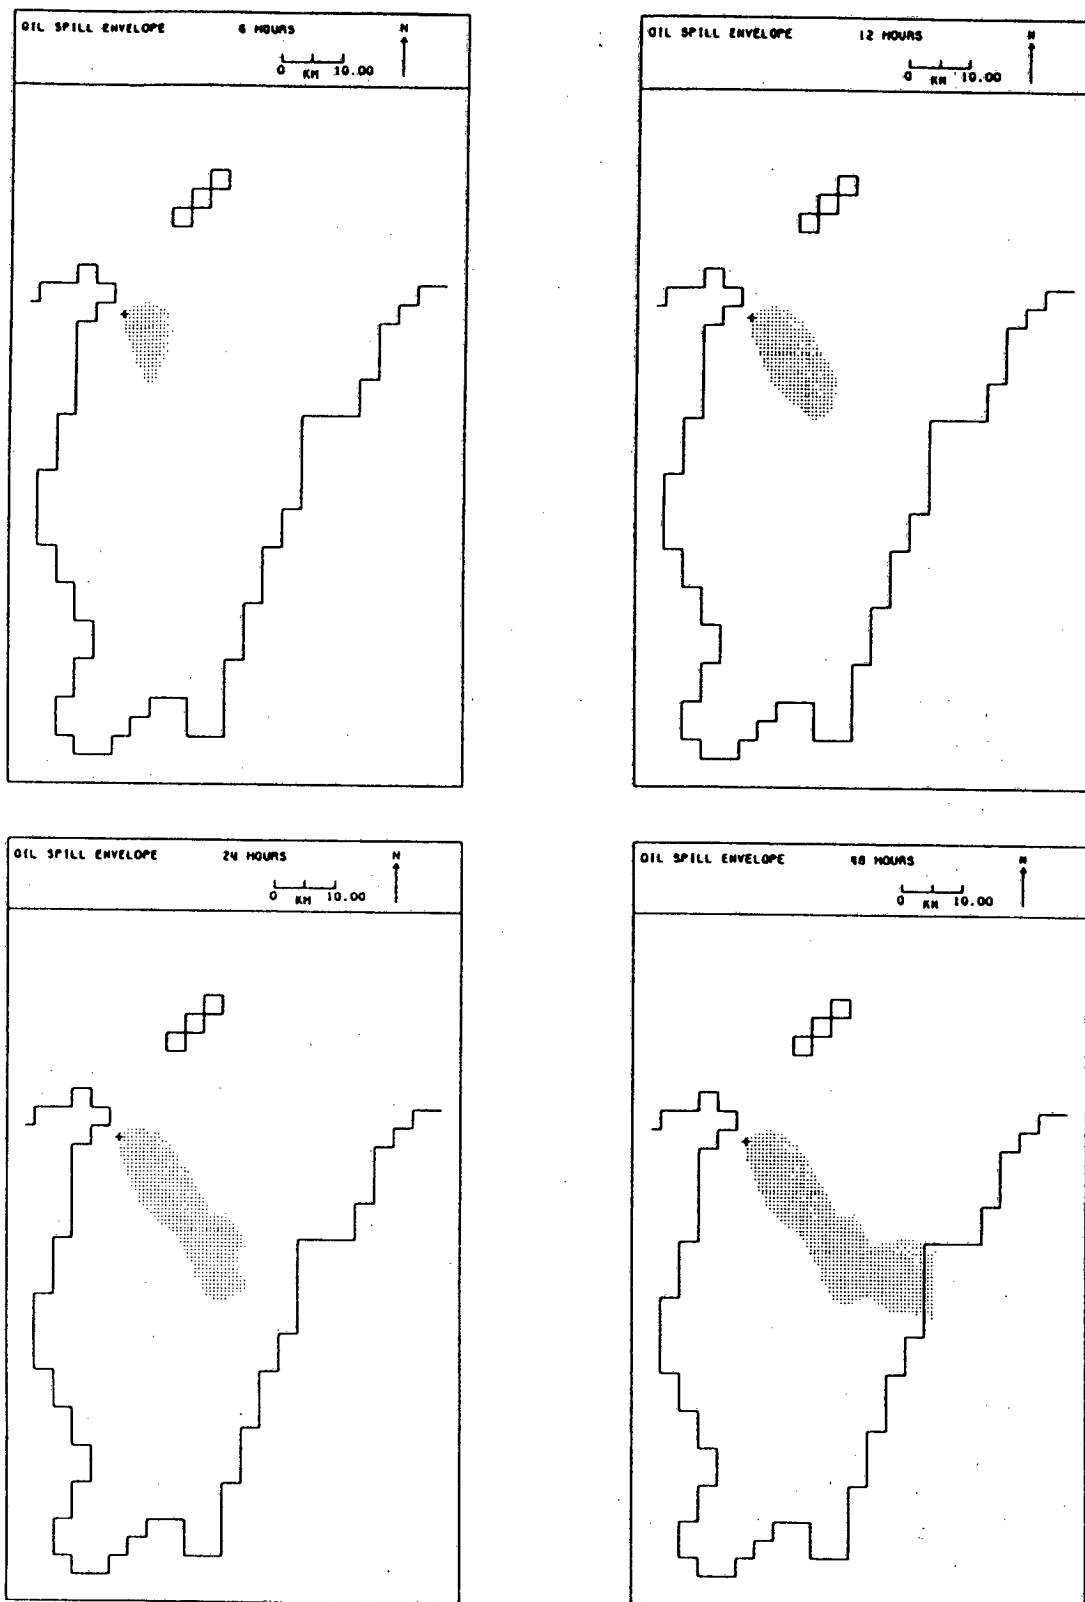 OIL SPILL ENVELOPE 6 HOURS N
0 KM 10.00
OIL SPILL ENVELOPE 12 HOURS N
0 KM 10.00
OIL SPILL ENVELOPE 24 HOURS N
0 KM 10.00
OIL SPILL ENVELOPE 48 HOURS N
0 KM 10.00